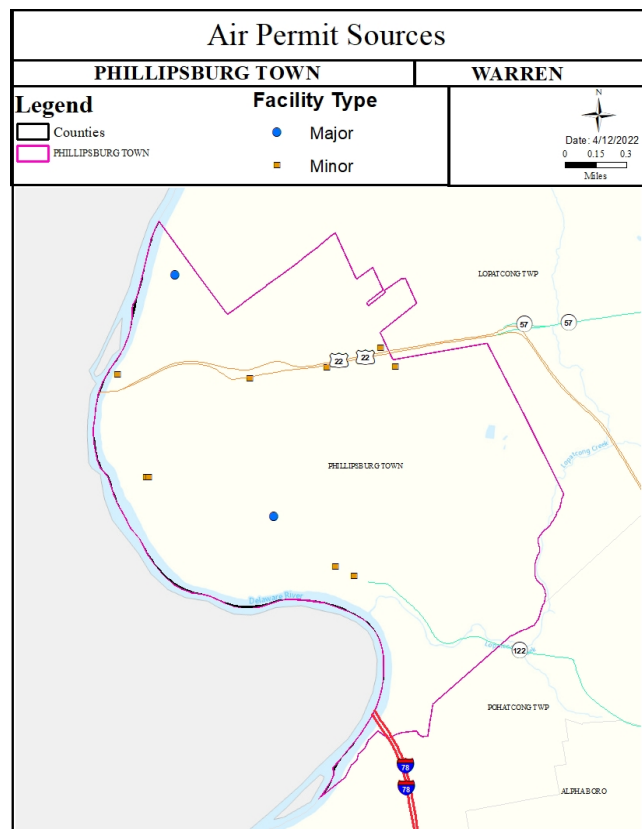 Air Permit Sources
PHILLIPSBURG TOWN
WARREN
Legend
Counties
PHILLIPSBURG TOWN
Facility Type
Major
Minor
N
Date: 4/12/2022
0 0.15 0.3
Miles
LOPATCONG TWP
57
57
22
22
Lopatcong Creek
PHILLIPSBURG TOWN
Delaware River
122
POHATCONG TWP
78
78
ALPHA BORO